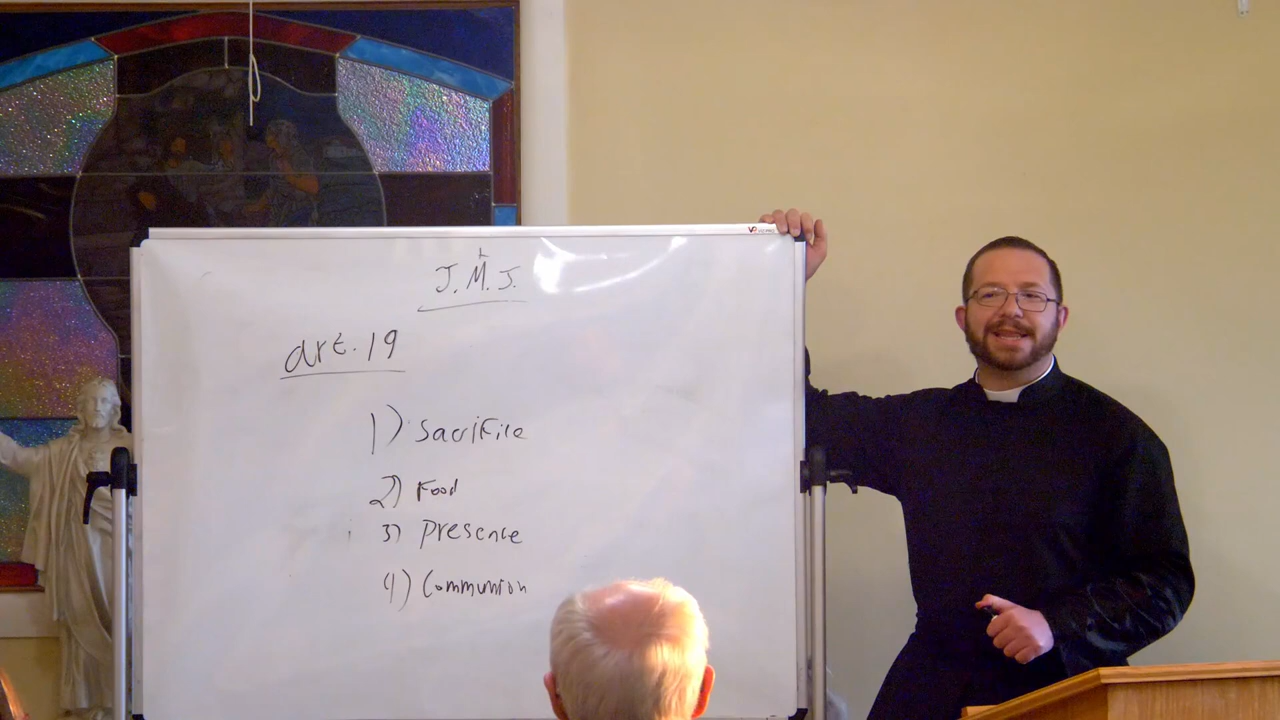 J.M.J.
art. 19
1) Sacrifice
2) Food
3) Presence
4) Communion